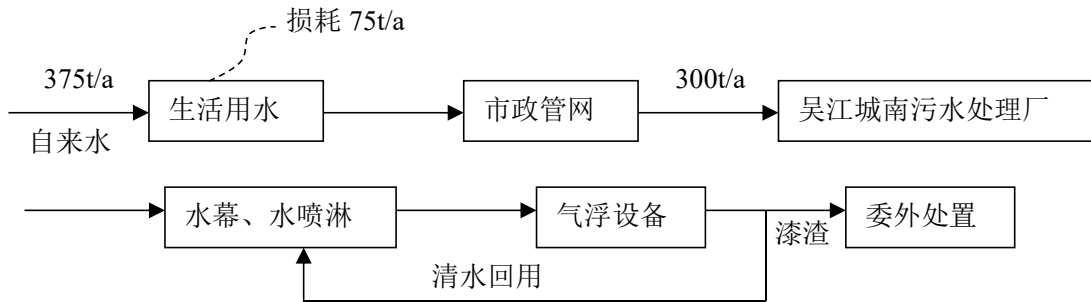 损耗 75t/a
375t/a
生活用水
市政管网
300t/a
吴江城南污水处理厂
自来水
水幕、水喷淋
气浮设备
漆渣
委外处置
清水回用